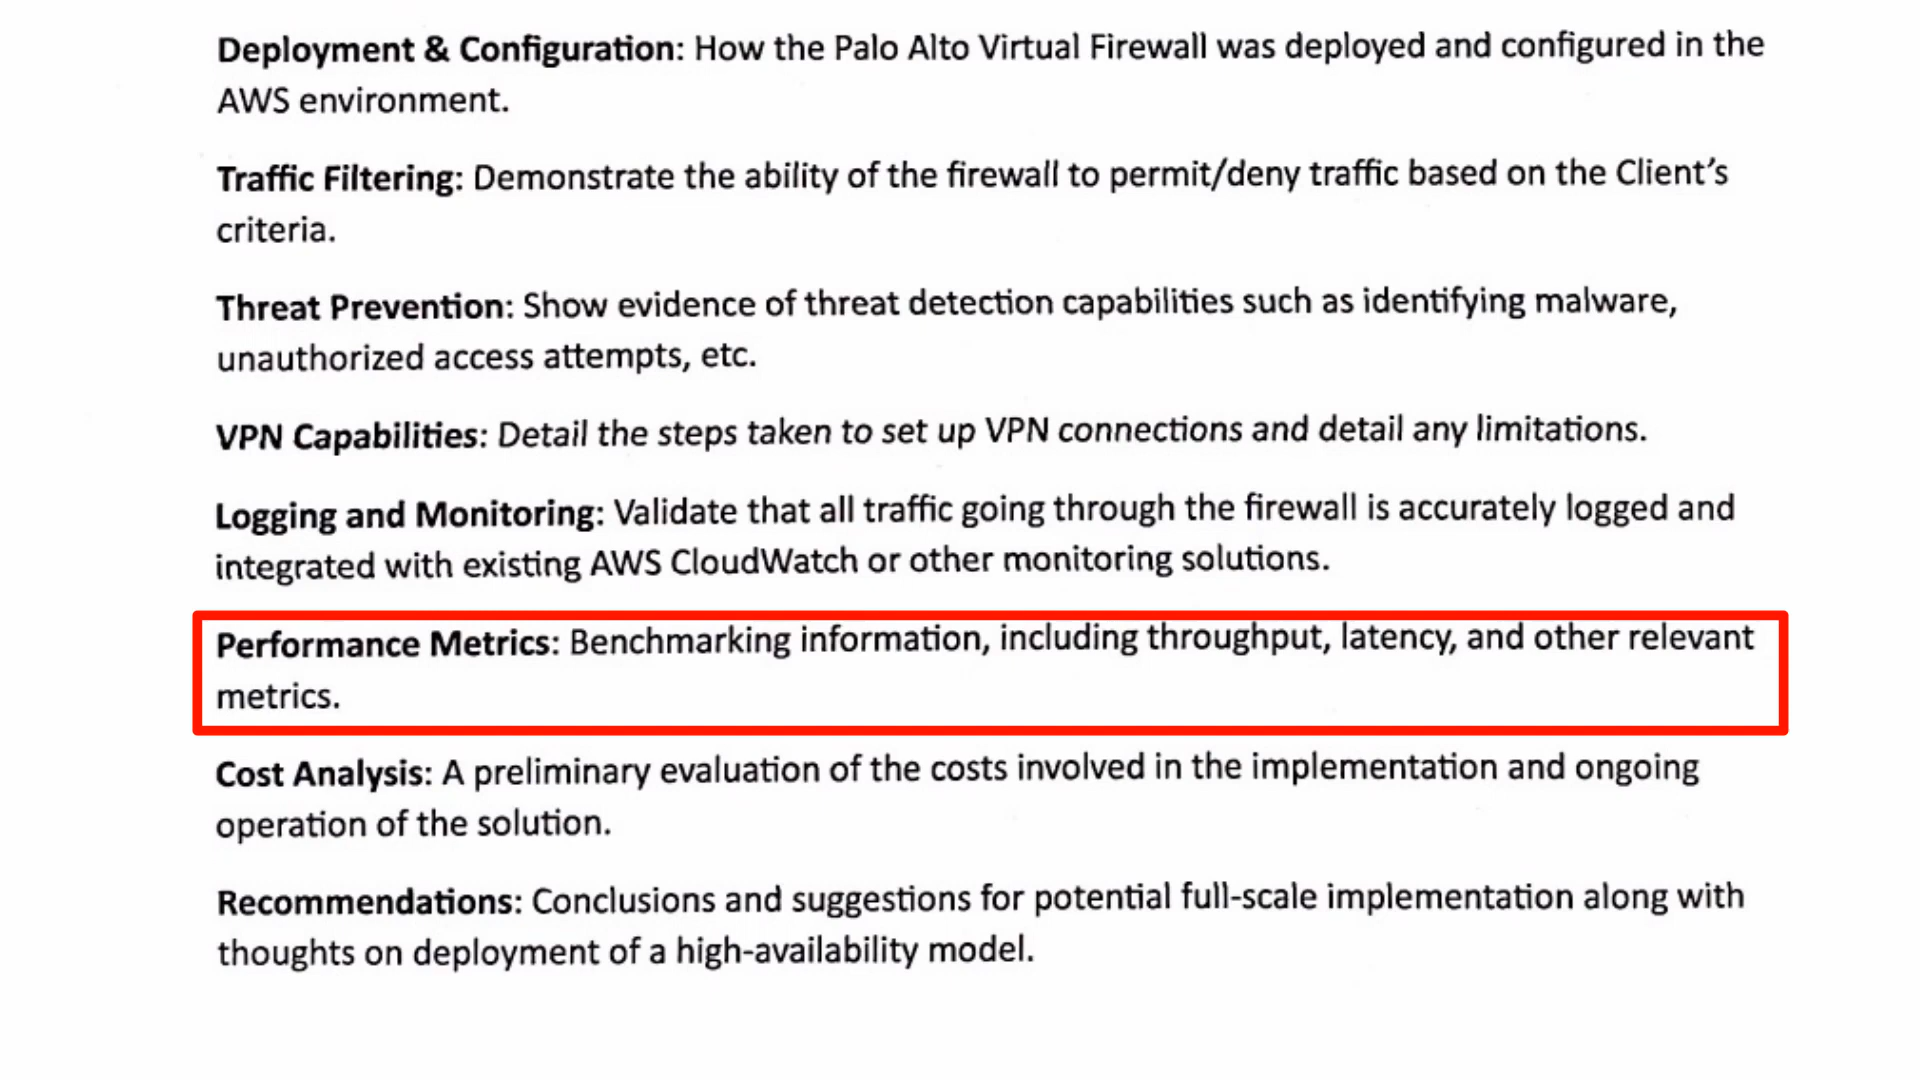 Deployment & Configuration: How the Palo Alto Virtual Firewall was deployed and configured in the
AWS environment.
Traffic Filtering: Demonstrate the ability of the firewall to permit/deny traffic based on the Client's
criteria.
Threat Prevention: Show evidence of threat detection capabilities such as identifying malware,
unauthorized access attempts, etc.
VPN Capabilities: Detail the steps taken to set up VPN connections and detail any limitations.
Logging and Monitoring: Validate that all traffic going through the firewall is accurately logged and
integrated with existing AWS CloudWatch or other monitoring solutions.
Performance Metrics: Benchmarking information, including throughput, latency, and other relevant
metrics.
Cost Analysis: A preliminary evaluation of the costs involved in the implementation and ongoing
operation of the solution.
Recommendations: Conclusions and suggestions for potential full-scale implementation along with
thoughts on deployment of a high-availability model.